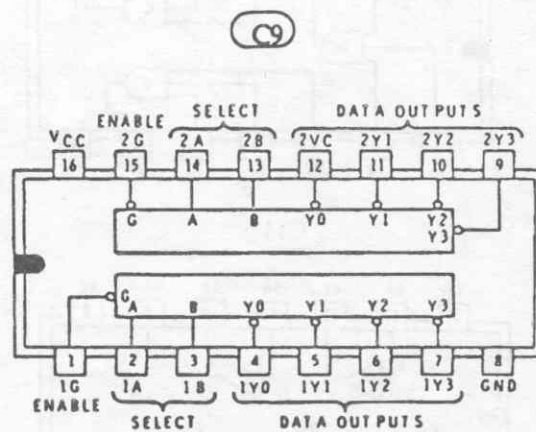 C9
SELECT DATA OUTPUTS
ENABLE
VCC 2G 2A 2B 2VC 2Y1 2Y2 2Y3
16 15 14 13 12 11 10 9
G A B Y0 Y1 Y2
Y3
G
A B Y0 Y1 Y2 Y3
1 2 3 4 5 6 7 8
1G 1A 1B 1Y0 1Y1 1Y2 1Y3 GND
ENABLE
SELECT DATA OUTPUTS